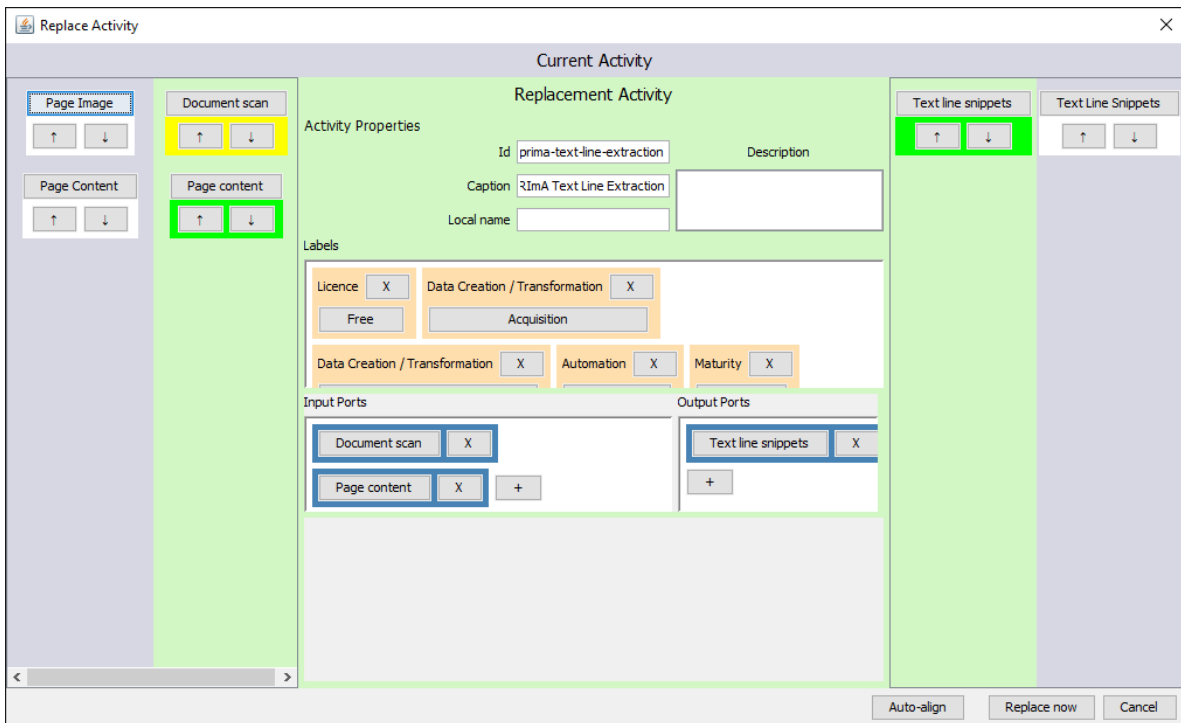 Replace Activity
Current Activity
Page Image
↑ ↓
Page Content
↑ ↓
Document scan
↑ ↓
Page content
↑ ↓
Replacement Activity
Activity Properties
Id prima-text-line-extraction
Description
Caption RImA Text Line Extraction
Local name
Labels
Licence X
Free
Data Creation / Transformation X
Acquisition
Data Creation / Transformation X
Automation X
Maturity X
Input Ports
Document scan X
Page content X +
Output Ports
Text line snippets X
+
Text line snippets
↑ ↓
Text Line Snippets
↑ ↓
Auto-align Replace now Cancel